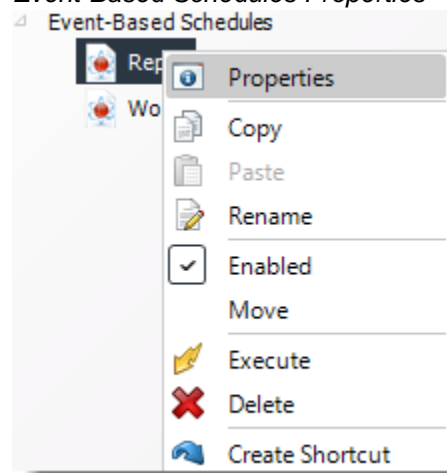 Event-Based Schedules Properties
Event-Based Schedules
Rep
Properties
Wo
Copy
Paste
Rename
Enabled
Move
Execute
Delete
Create Shortcut